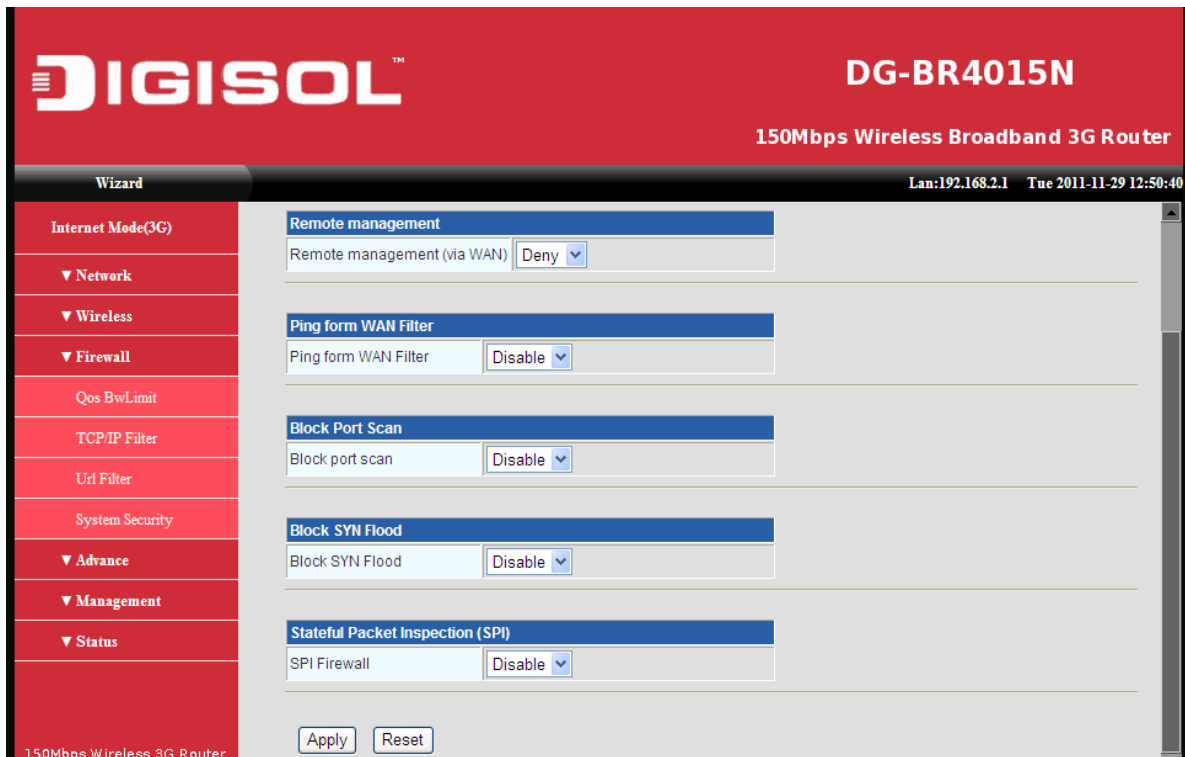 DIGISOL™
DG-BR4015N
150Mbps Wireless Broadband 3G Router
Wizard
Lan:192.168.2.1 Tue 2011-11-29 12:50:40
Internet Mode(3G)
▼ Network
▼ Wireless
▼ Firewall
Qos BwLimit
TCP/IP Filter
Url Filter
System Security
▼ Advance
▼ Management
▼ Status
150Mbps Wireless 3G Router
Remote management
Remote management (via WAN) Deny
Ping form WAN Filter
Ping form WAN Filter Disable
Block Port Scan
Block port scan Disable
Block SYN Flood
Block SYN Flood Disable
Stateful Packet Inspection (SPI)
SPI Firewall Disable
Apply Reset